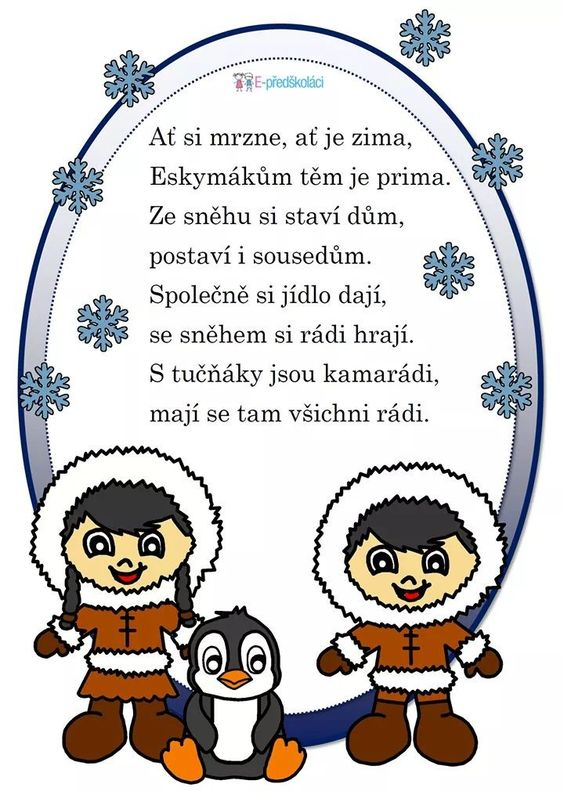 E-předškoláci
Ať si mrzne, ať je zima,
Eskymákům těm je prima.
Ze sněhu si staví dům,
postaví i sousedům.
Společně si jídlo dají,
se sněhem si rádi hrají.
S tučňáky jsou kamarádi,
mají se tam všichni rádi.